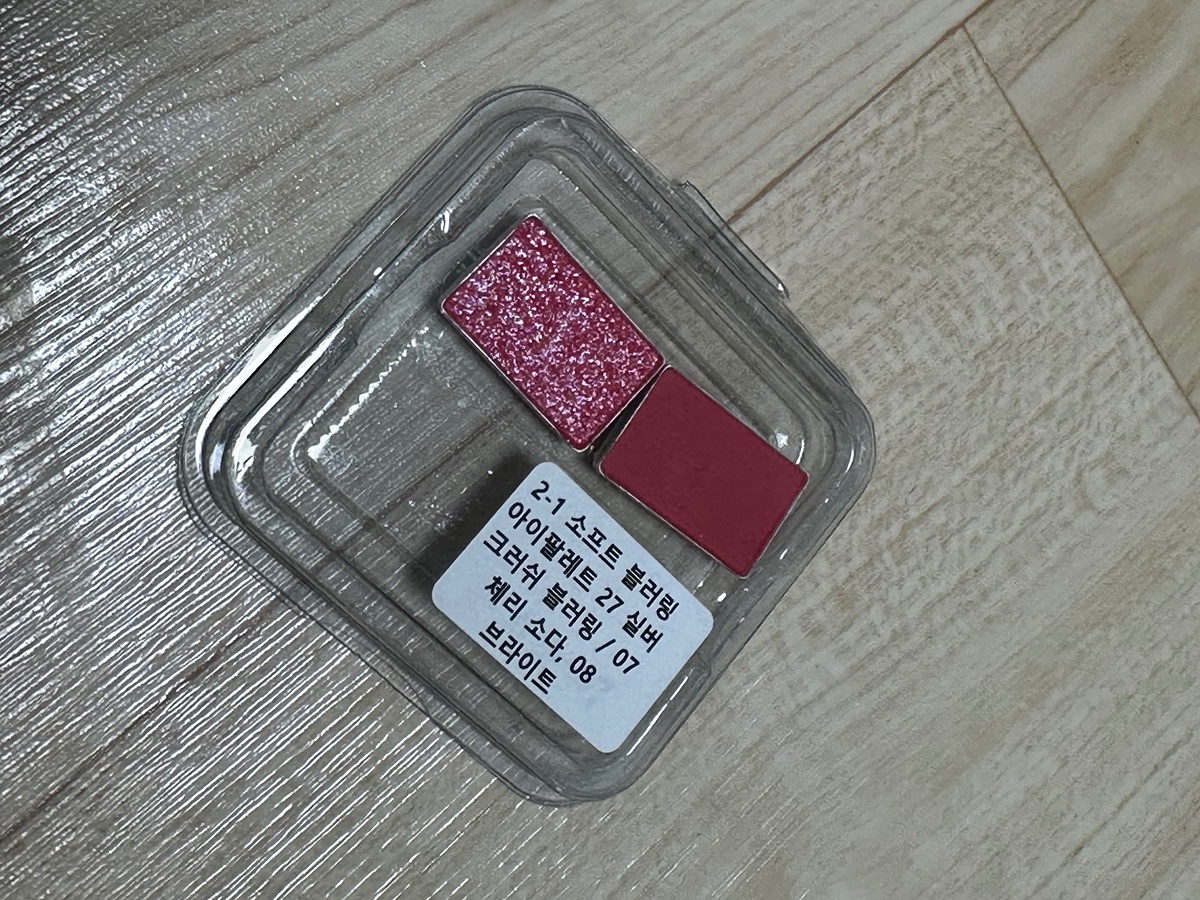 2-1 소프트 블러링
아이팔레트 27 실버
크러쉬 블러링 / 07
체리 소다, 08
브라이트